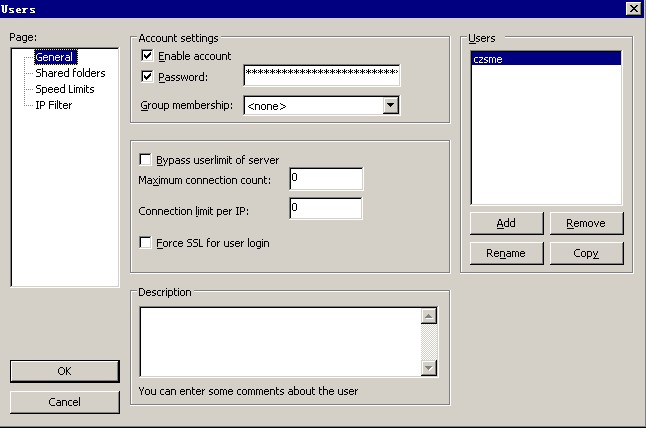 Users
Page:
General
Shared folders
Speed Limits
IP Filter
OK
Cancel
Account settings
Enable account
Password:
Group membership: <none>
Bypass userlimit of server
Maximum connection count: 0
Connection limit per IP: 0
Force SSL for user login
Description
You can enter some comments about the user
Users
czsme
Add Remove
Rename Copy